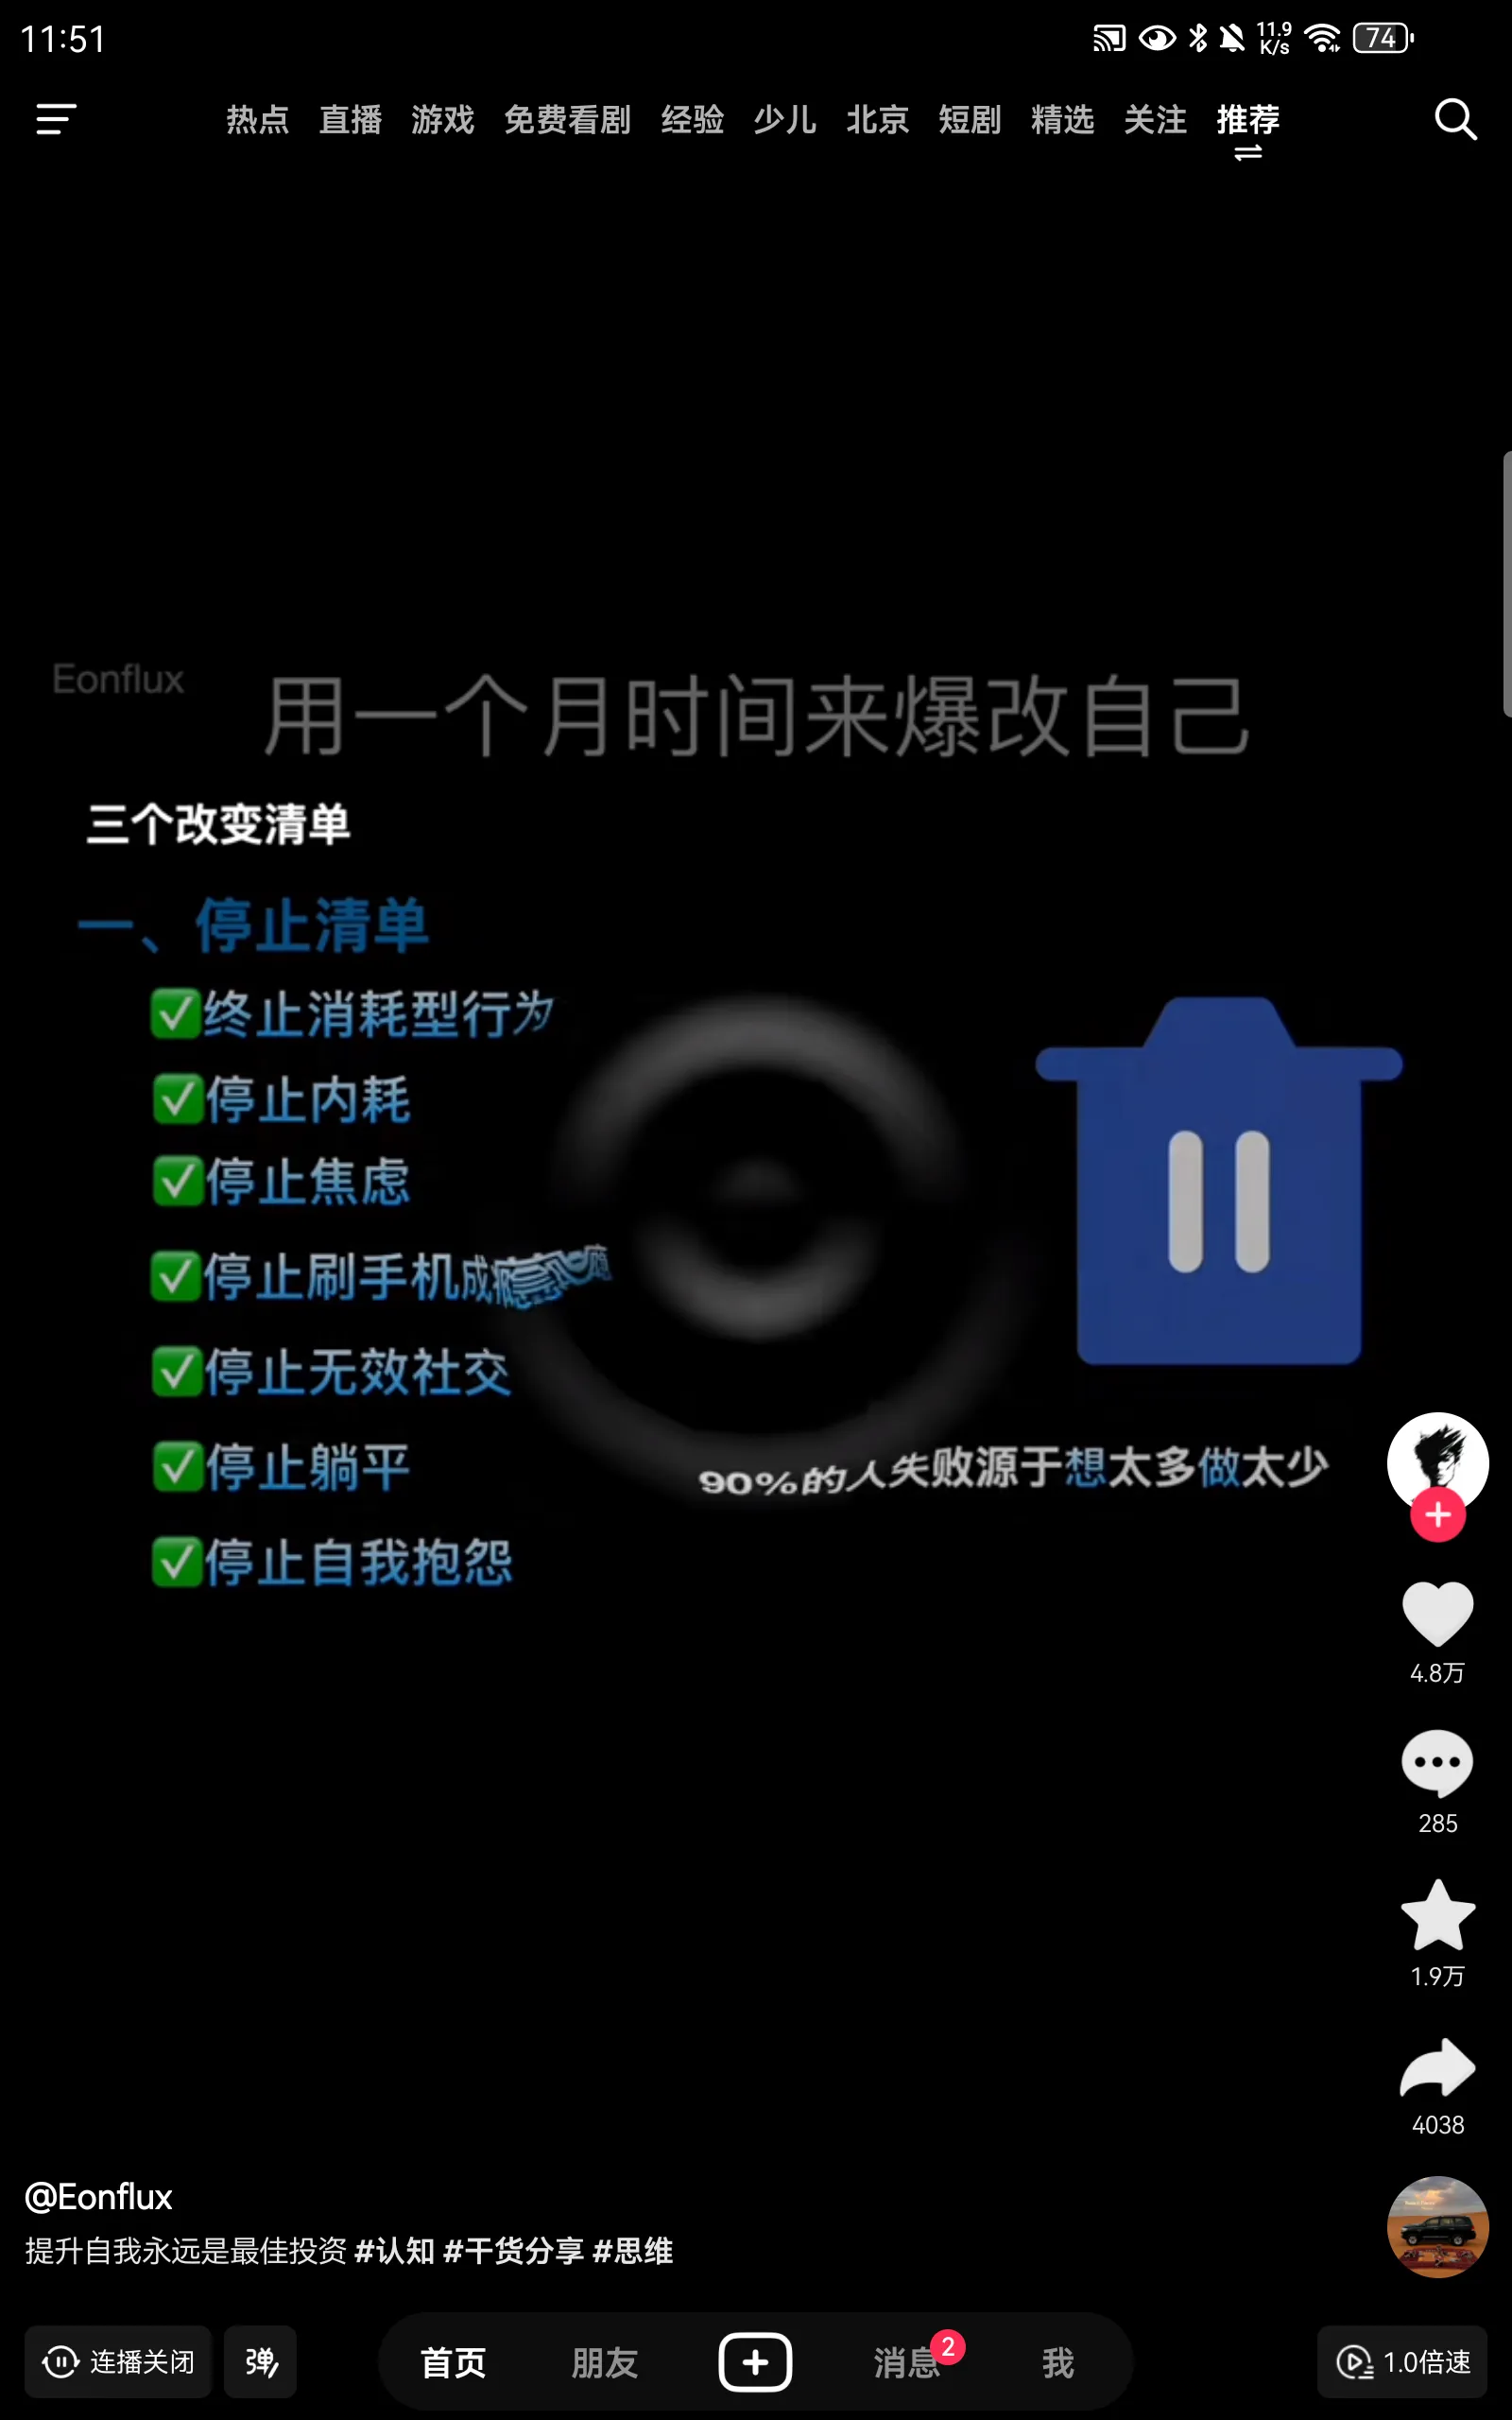 11:51
11.9 K/s
74
热点 直播 游戏 免费看剧 经验 少儿 北京 短剧 精选 关注 推荐
Eonflux
用一个月时间来爆改自己
三个改变清单
一、停止清单
✅终止消耗型行为
✅停止内耗
✅停止焦虑
✅停止刷手机成瘾
✅停止无效社交
✅停止躺平
90%的人失败源于想太多做太少
✅停止自我抱怨
4.8万
285
1.9万
4038
@Eonflux
提升自我永远是最佳投资 #认知 #干货分享 #思维
连播关闭 弹 首页 朋友 消息 2 我 1.0倍速